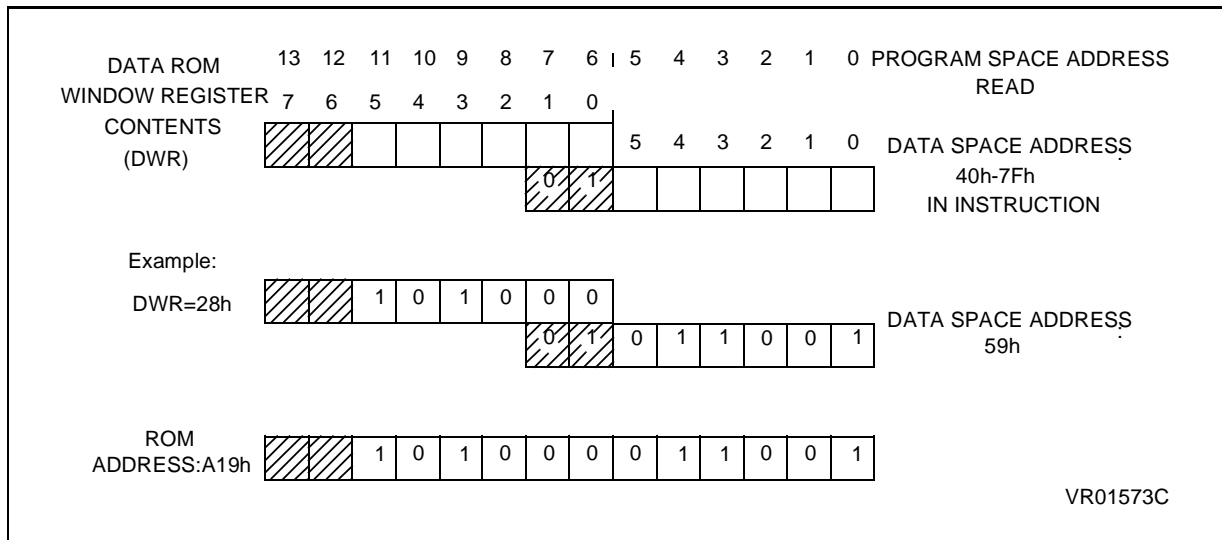 13 12 11 10 9 8 7 6 5 4 3 2 1 0 PROGRAM SPACE ADDRESS
READ
DATA ROM
WINDOW REGISTER 7 6 5 4 3 2 1 0
CONTENTS
(DWR)
5 4 3 2 1 0 DATA SPACE ADDRESS
40h-7Fh
IN INSTRUCTION
0 1
Example:
DWR=28h 1 0 1 0 0 0
0 1 0 1 1 0 0 1 DATA SPACE ADDRESS
59h
ROM
ADDRESS:A19h 1 0 1 0 0 0 0 1 1 0 0 1
VR01573C